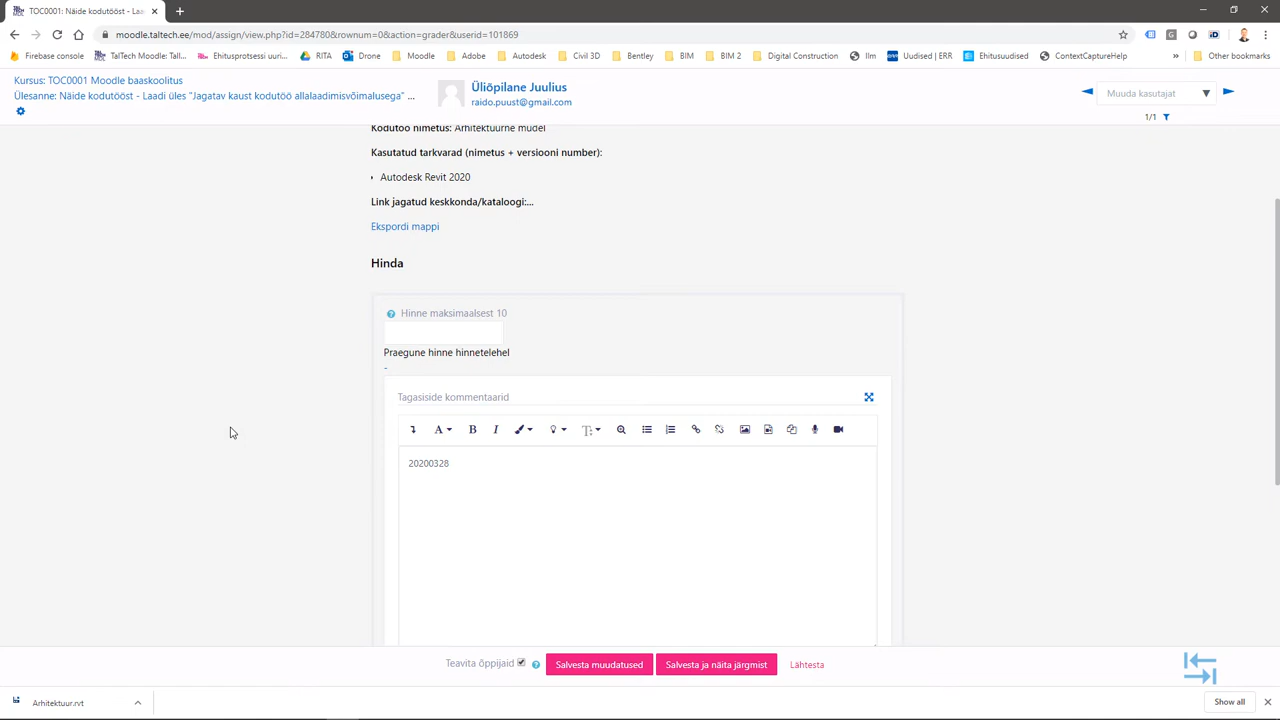 TOC0001: Näide kodutööst - Laa
moodle.taltech.ee/mod/assign/view.php?id=284780&rownum=0&action=grader&userid=101869
Firebase console TalTech Moodle: Tall... Ehitusprotsessi uuri... RITA Drone Moodle Adobe Autodesk Civil 3D Bentley BIM BIM 2 Digital Construction Ilm Uudised | ERR Ehitusuudised ContextCaptureHelp » Other bookmarks
Kursus: TOC0001 Moodle baaskoolitus
Ülesanne: Näide kodutööst - Laadi üles "Jagatav kaust kodutöö allalaadimisvõimalusega" ...
Üliõpilane Juulius
raido.puust@gmail.com
Muuda kasutajat
1/1
Kodutöö nimetus: Arhitektuurne mudel
Kasutatud tarkvarad (nimetus + versiooni number):
• Autodesk Revit 2020
Link jagatud keskkonda/kataloogi:...
Ekspordi mappi
Hinda
Hinne maksimaalsest 10
Praegune hinne hinnetelehel
-
Tagasiside kommentaarid
20200328
Teavita õppijaid
Salvesta muudatused
Salvesta ja näita järgmist
Lähtesta
Arhitektuur.rvt
Show all